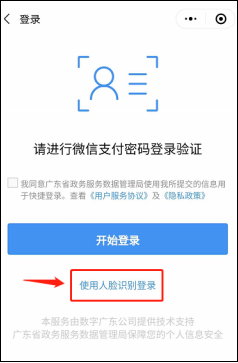 登录
请进行微信支付密码登录验证
我同意广东省政务服务数据管理局使用我所提交的信息用
于快捷登录。查看《用户服务协议》及《隐私政策》
开始登录
使用人脸识别登录
本服务由数字广东公司提供技术支持
广东省政务服务数据管理局保障您的个人信息安全